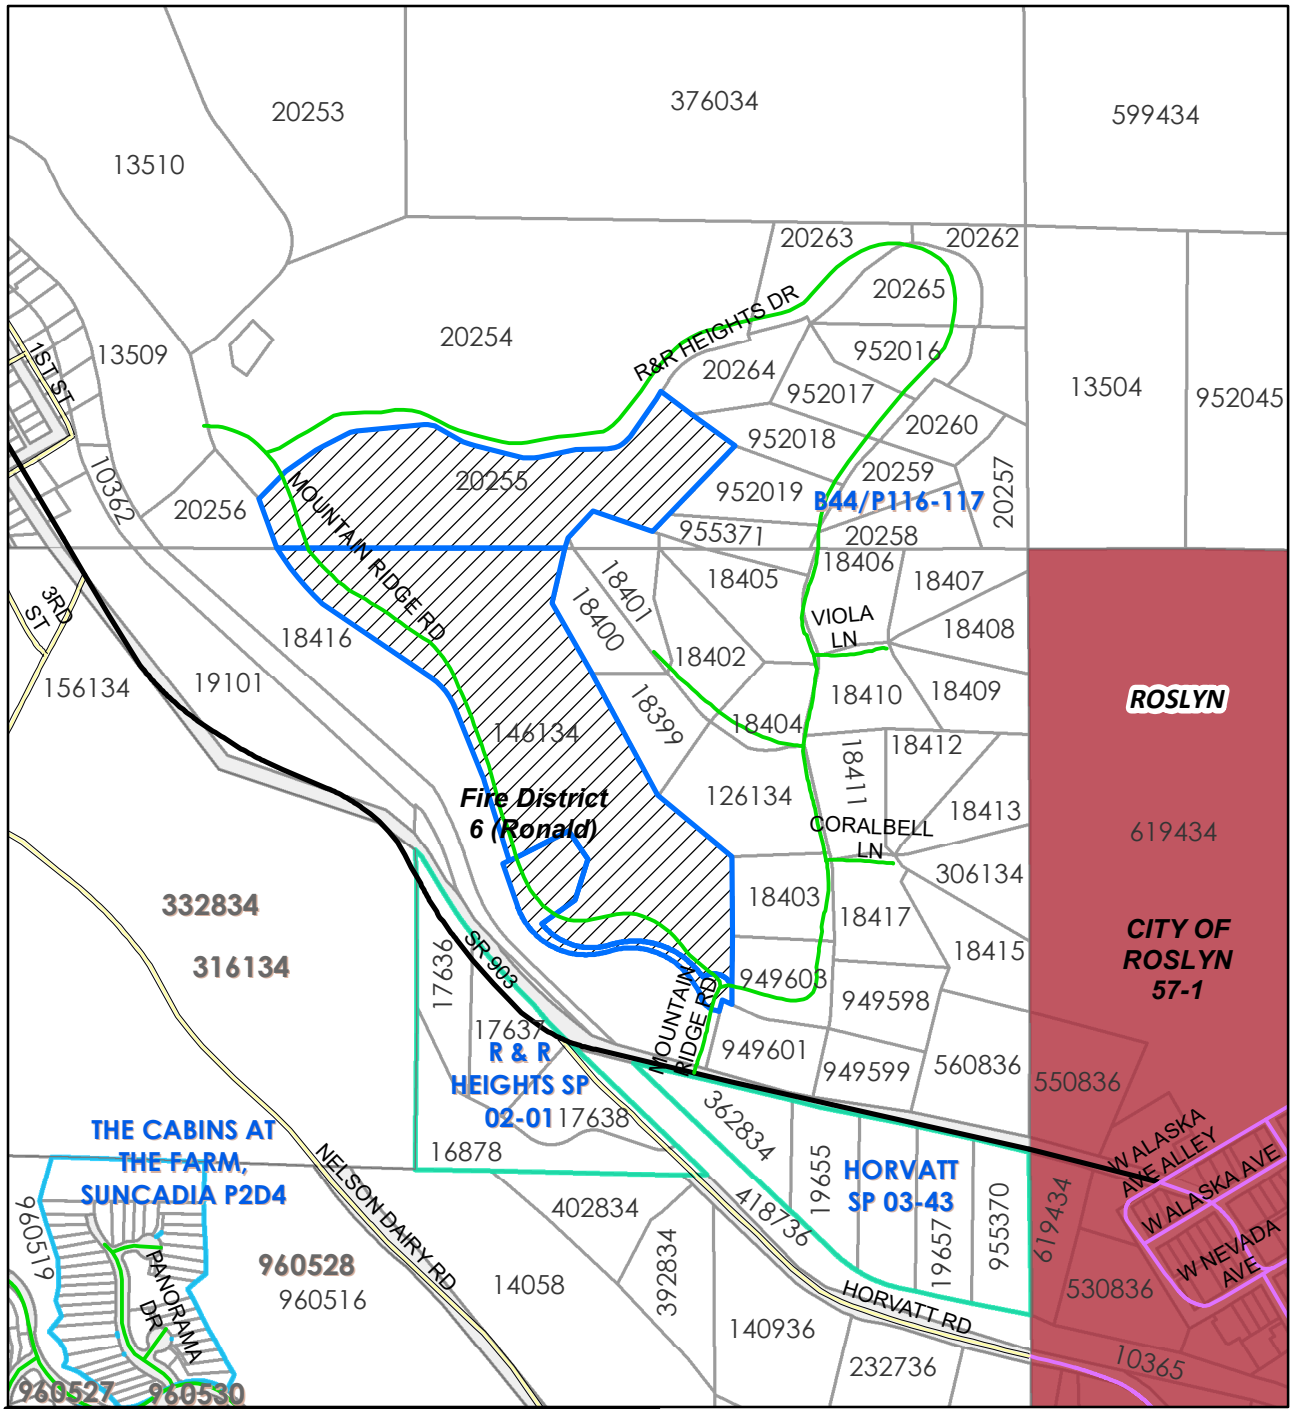 376034
20253
599434
13510
20263
20262
20265
R&R HEIGHTS DR
20254
13509
1ST ST
952016
20264
952017
13504
952045
20260
952018
20255
20259
20257
952019
B44/P116-117
10362
20256
955371
20258
MOUNTAIN RIDGE RD
18406
18405
18407
18401
3RD
ST
VIOLA
LN
18400
18408
18416
18402
19101
156134
18410
18409
ROSLYN
18399
146134
18404
18412
18411
Fire District
6 (Ronald)
126134
18413
CORALBELL
LN
619434
306134
332834
18403
18417
CITY OF
ROSLYN
57-1
18415
316134
17636
SR 903
949603
949598
MOUNTAIN
RIDGE RD
17637
949601
R & R
HEIGHTS SP
02-01
949599
560836
550836
17638
362834
THE CABINS AT
THE FARM,
SUNCADIA P2D4
16878
W ALASKA
AVE ALLEY
NELSON DAIRY RD
19655
HORVATT
SP 03-43
W ALASKA AVE
402834
418736
619434
955370
960519
19657
W NEVADA
AVE
PANORAMA
DR
960528
392834
14058
960516
530836
HORVATT RD
140936
232736
10365
960527
960530